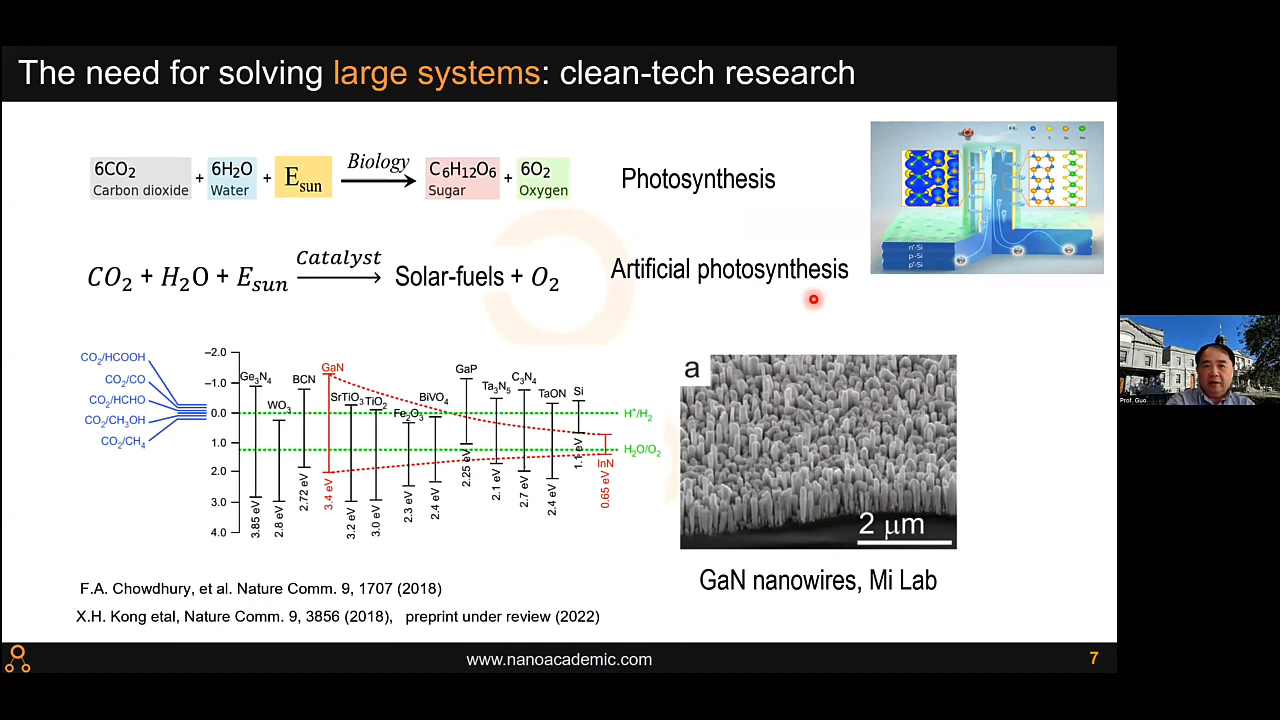 The need for solving large systems: clean-tech research
6CO2 + 6H2O + Esun Biology C6H12O6 + 6O2
Carbon dioxide Water Sugar Oxygen
Photosynthesis
CO2 + H2O + Esun Catalyst Solar-fuels + O2
Artificial photosynthesis
n+-Si
p-Si
p+-Si
CO2/HCOOH
CO2/CO
CO2/HCHO
CO2/CH3OH
CO2/CH4
-2.0
-1.0
0.0
1.0
2.0
3.0
4.0
Ge3N4 3.85 eV
WO3 2.8 eV
BCN 2.72 eV
GaN 3.4 eV
SrTiO3 3.2 eV
TiO2 3.0 eV
Fe2O3 2.3 eV
BiVO4 2.4 eV
GaP 2.25 eV
Ta3N5 2.1 eV
C3N4 2.7 eV
TaON 2.4 eV
Si 1.1 eV
InN 0.65 eV
H+/H2
H2O/O2
a
2 μm
GaN nanowires, Mi Lab
F.A. Chowdhury, et al. Nature Comm. 9, 1707 (2018)
X.H. Kong etal, Nature Comm. 9, 3856 (2018), preprint under review (2022)
www.nanoacademic.com
7
Prof. Guo